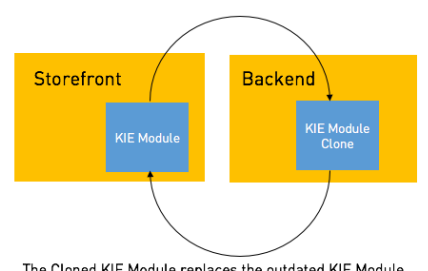 Storefront
Backend
KIE Module
KIE Module
Clone
The Cloned KIE Module replaces the outdated KIE Module